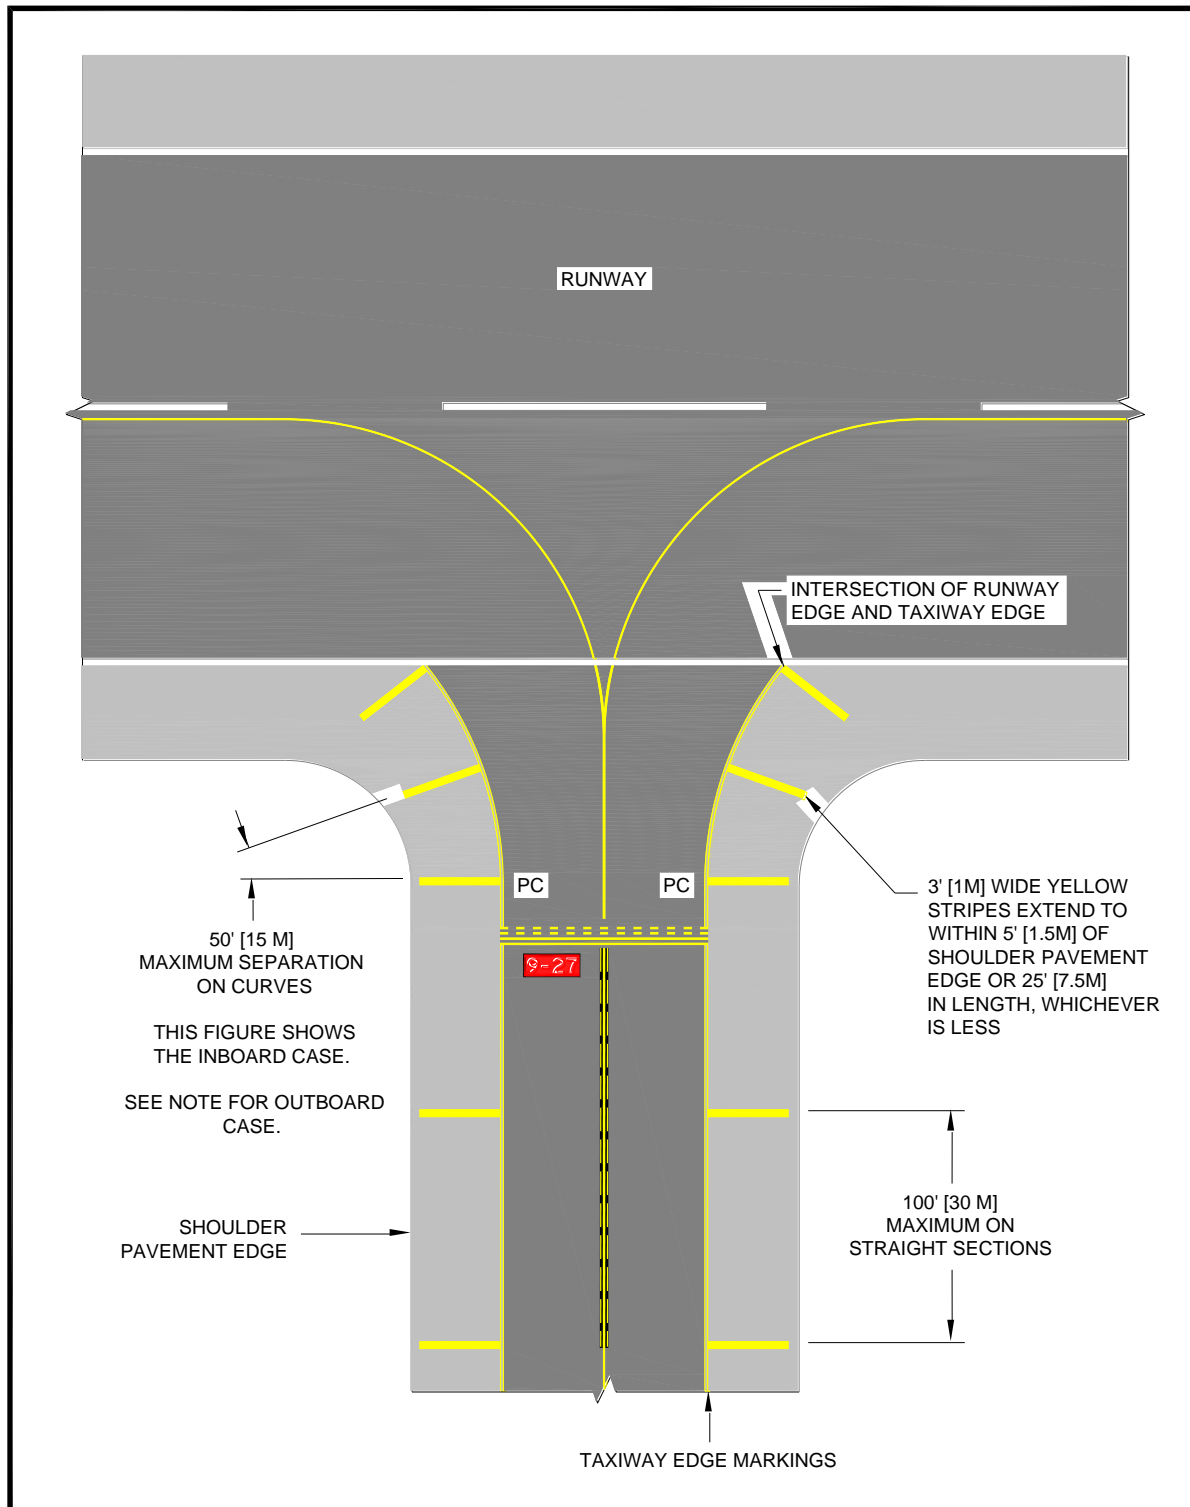 RUNWAY
INTERSECTION OF RUNWAY
EDGE AND TAXIWAY EDGE
PC
PC
3' [1M] WIDE YELLOW
STRIPES EXTEND TO
WITHIN 5' [1.5M] OF
SHOULDER PAVEMENT
EDGE OR 25' [7.5M]
IN LENGTH, WHICHEVER
IS LESS
50' [15 M]
MAXIMUM SEPARATION
ON CURVES
THIS FIGURE SHOWS
THE INBOARD CASE.
SEE NOTE FOR OUTBOARD
CASE.
9-27
100' [30 M]
MAXIMUM ON
STRAIGHT SECTIONS
SHOULDER
PAVEMENT EDGE
TAXIWAY EDGE MARKINGS